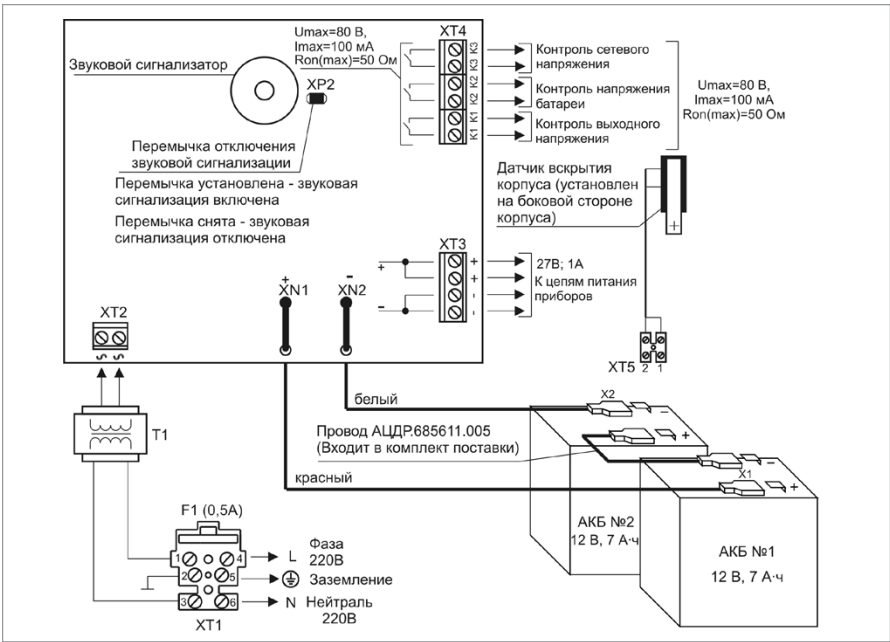 Umax=80 В,
Imax=100 мА
Ron(max)=50 Ом
Звуковой сигнализатор
XP2
Перемычка отключения
звуковой сигнализации
Перемычка установлена - звуковая
сигнализация включена
Перемычка снята - звуковая
сигнализация отключена
XT4
К3
К3
К2
К2
К1
К1
Контроль сетевого
напряжения
Контроль напряжения
батареи
Контроль выходного
напряжения
Umax=80 В,
Imax=100 мА
Ron(max)=50 Ом
Датчик вскрытия
корпуса (установлен
на боковой стороне
корпуса)
+
XT3
+
+
+
-
-
-
27В; 1А
К цепям питания
приборов
+
XN1
-
XN2
XT2
XT5 2 1
T1
белый
Провод АЦДР.685611.005
(Входит в комплект поставки)
красный
X2
-
+
X1
-
+
АКБ №2
12 В, 7 А·ч
АКБ №1
12 В, 7 А·ч
F1 (0,5А)
1 4
2 5
3 6
XT1
L Фаза
220В
Заземление
N Нейтраль
220В